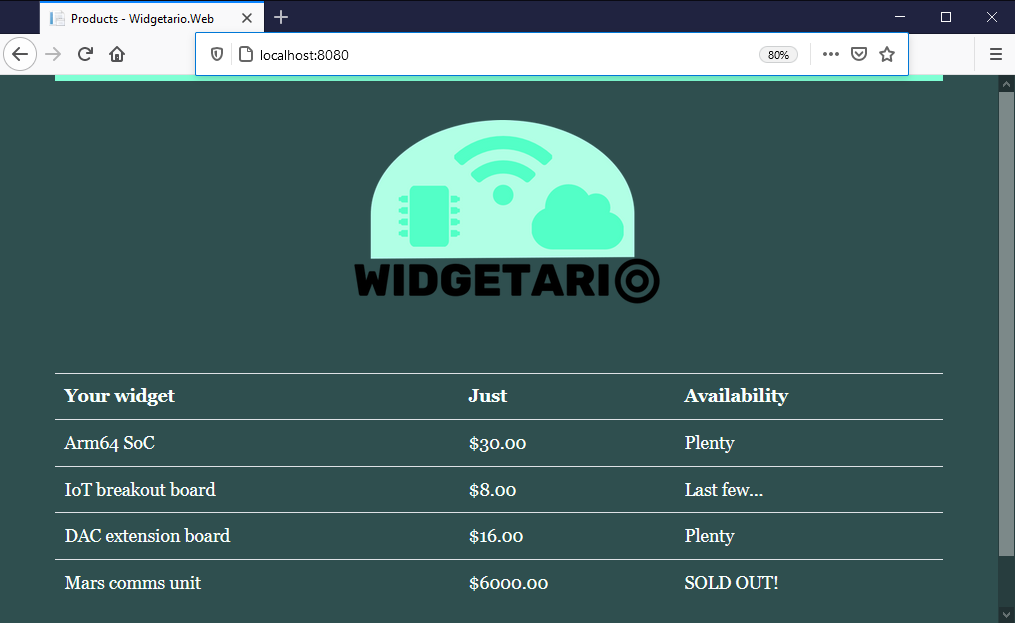 Products - Widgetario.Web
localhost:8080
80%
WIDGETARIO
Your widget Just Availability
Arm64 SoC $30.00 Plenty
IoT breakout board $8.00 Last few...
DAC extension board $16.00 Plenty
Mars comms unit $6000.00 SOLD OUT!